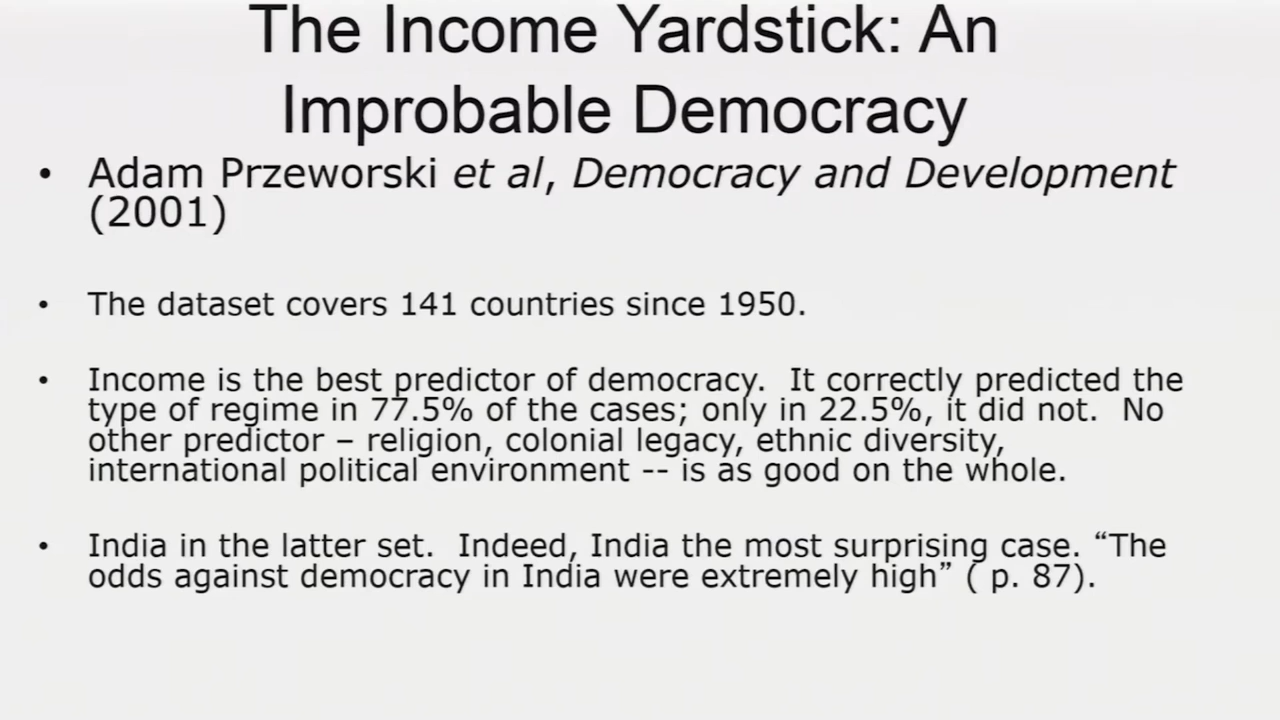 The Income Yardstick: An
Improbable Democracy
• Adam Przeworski et al, Democracy and Development
(2001)
• The dataset covers 141 countries since 1950.
• Income is the best predictor of democracy.  It correctly predicted the
type of regime in 77.5% of the cases; only in 22.5%, it did not.  No
other predictor – religion, colonial legacy, ethnic diversity,
international political environment -- is as good on the whole.
• India in the latter set.  Indeed, India the most surprising case. “The
odds against democracy in India were extremely high” ( p. 87).